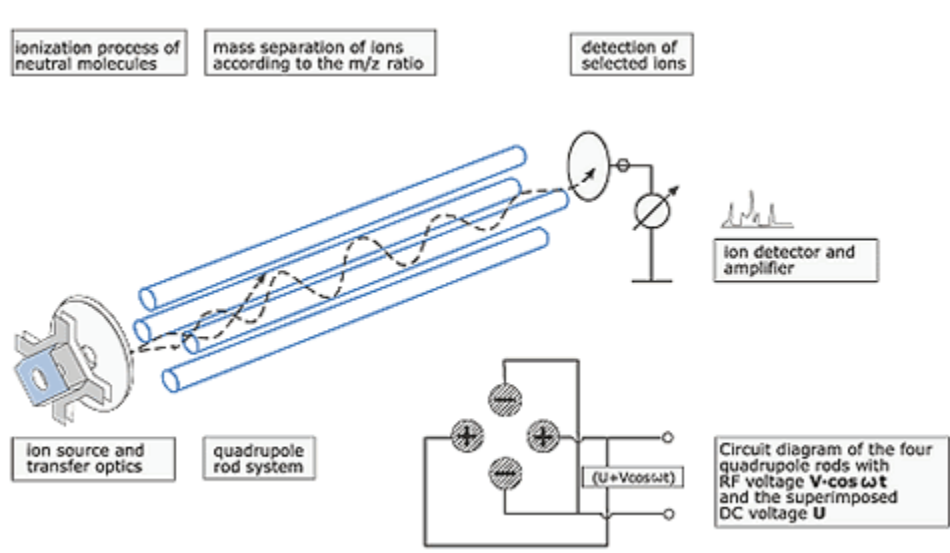 ionization process of
neutral molecules
mass separation of ions
according to the m/z ratio
detection of
selected ions
ion detector and
amplifier
ion source and
transfer optics
quadrupole
rod system
−
+
+
−
(U+Vcosωt)
Circuit diagram of the four
quadrupole rods with
RF voltage V·cos ωt
and the superimposed
DC voltage U